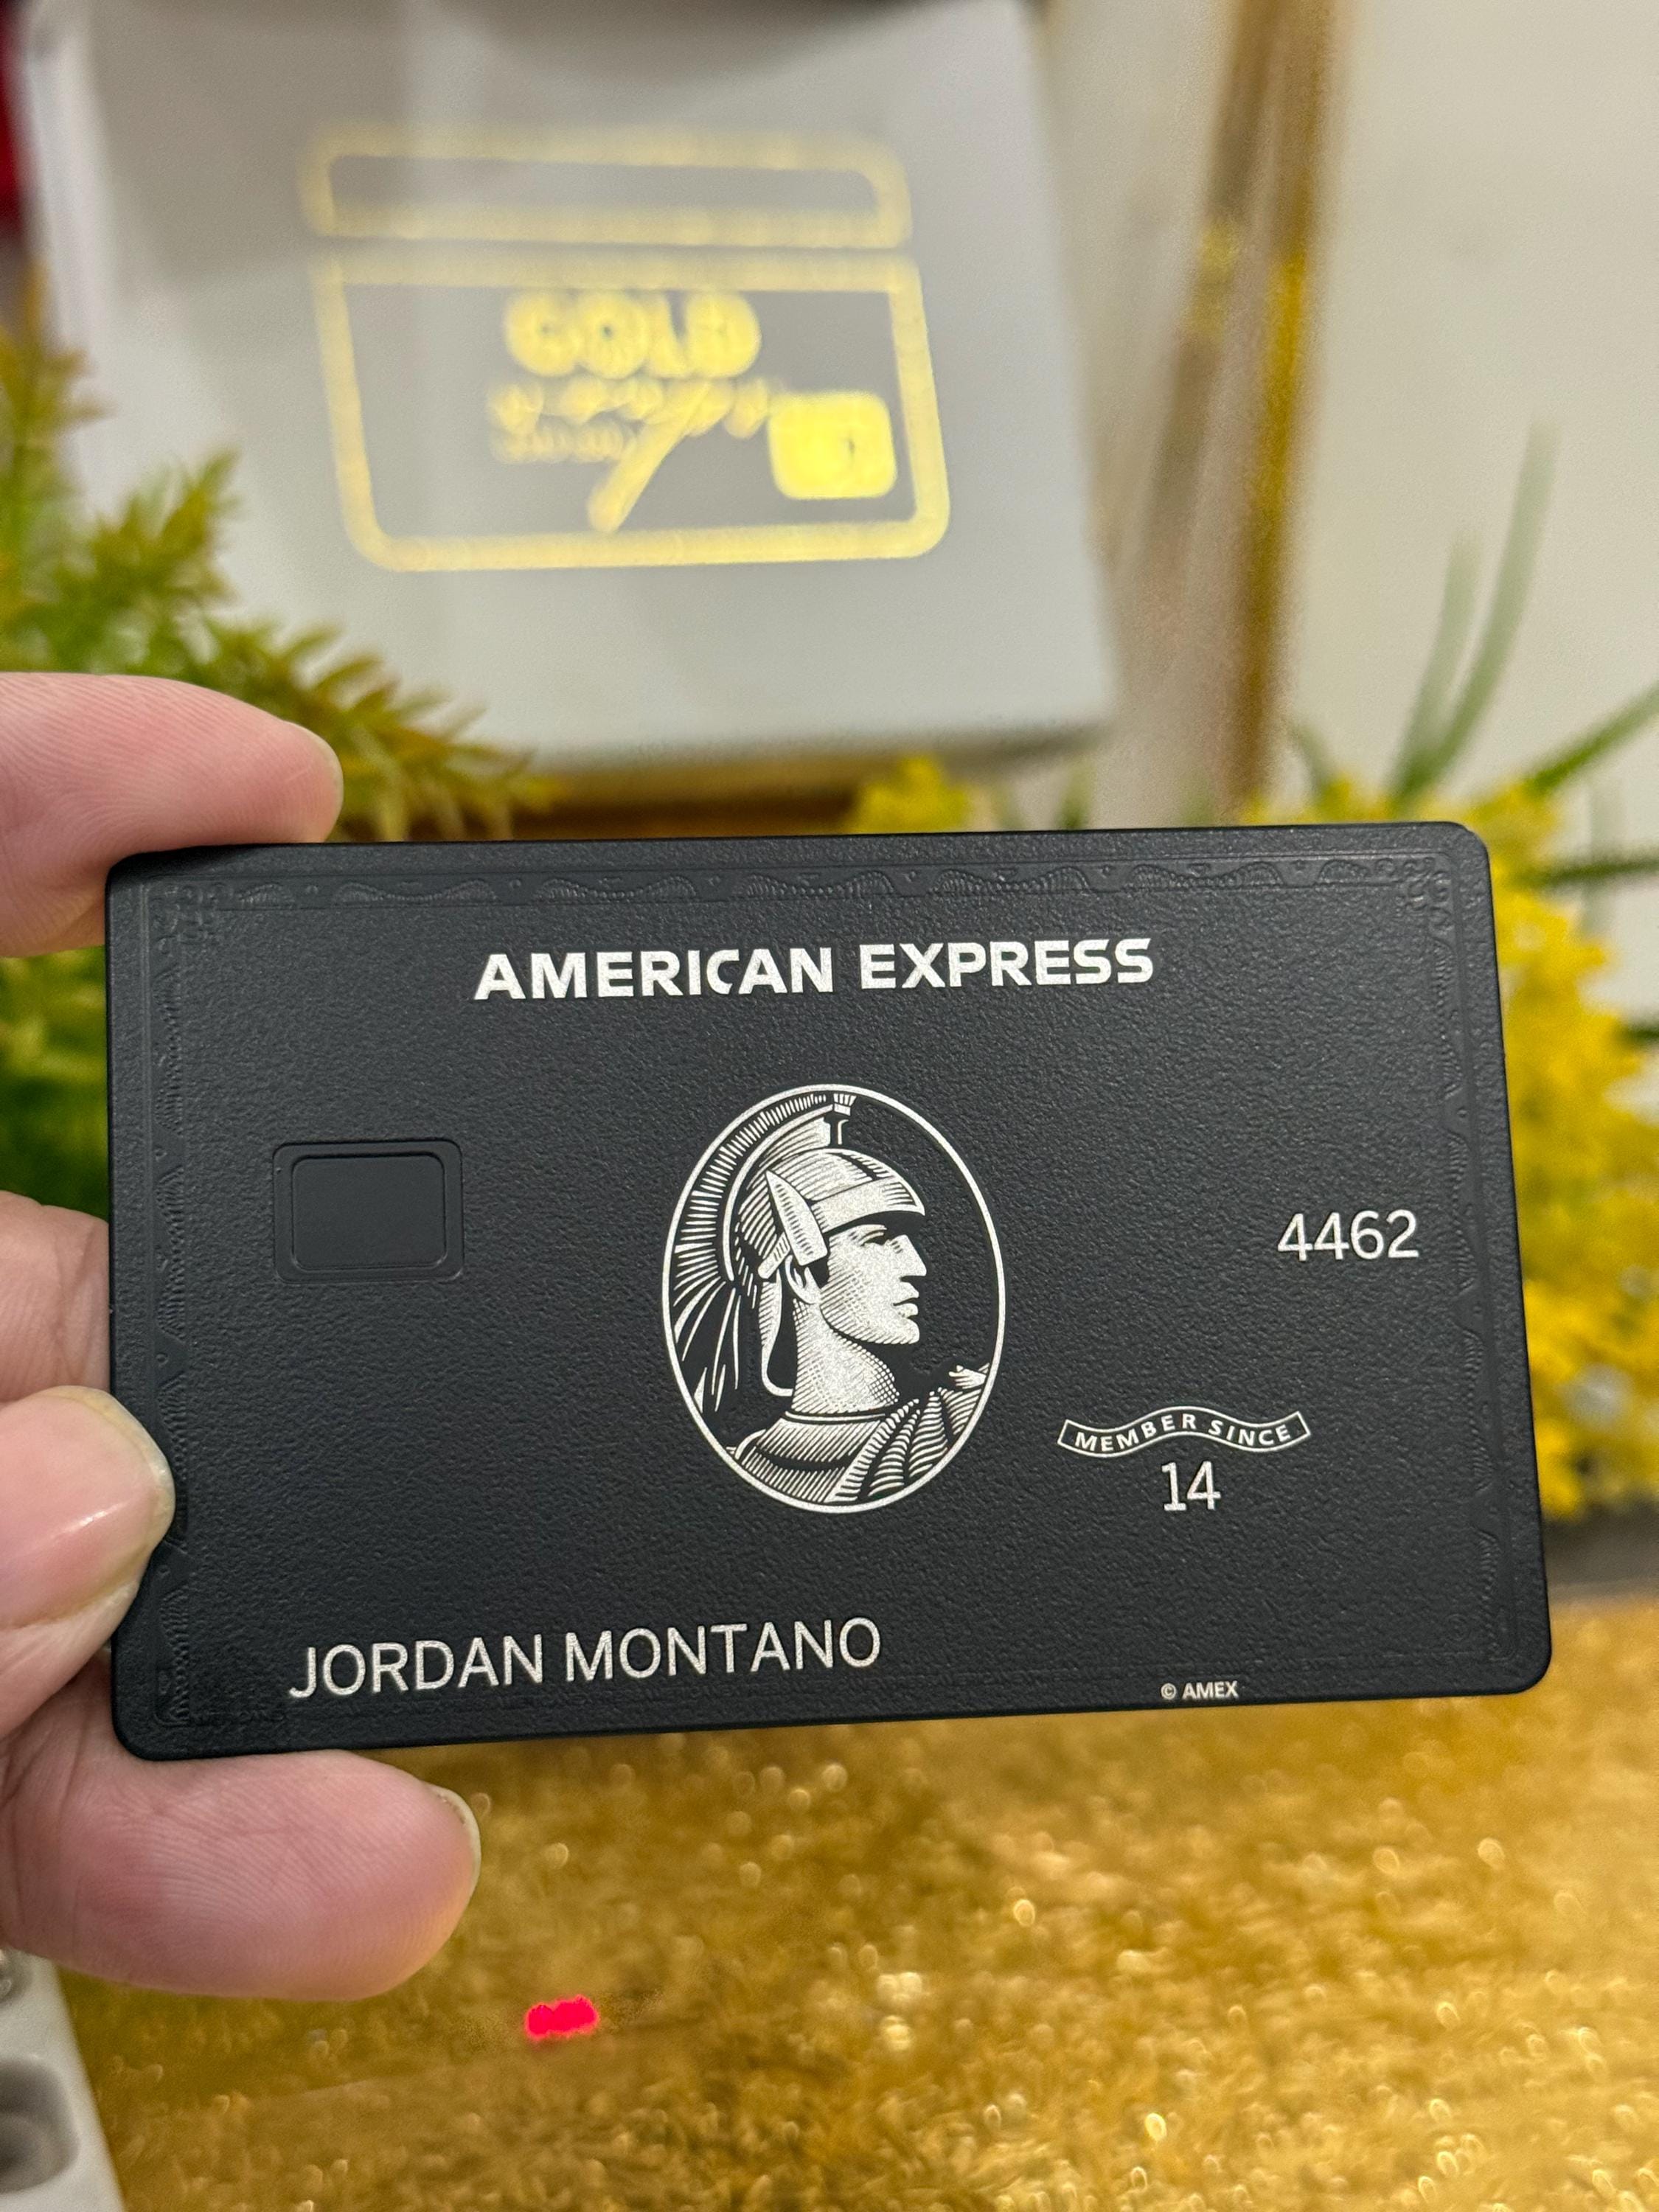 GOLD
AMERICAN EXPRESS
4462
MEMBER SINCE
14
JORDAN MONTANO
© AMEX